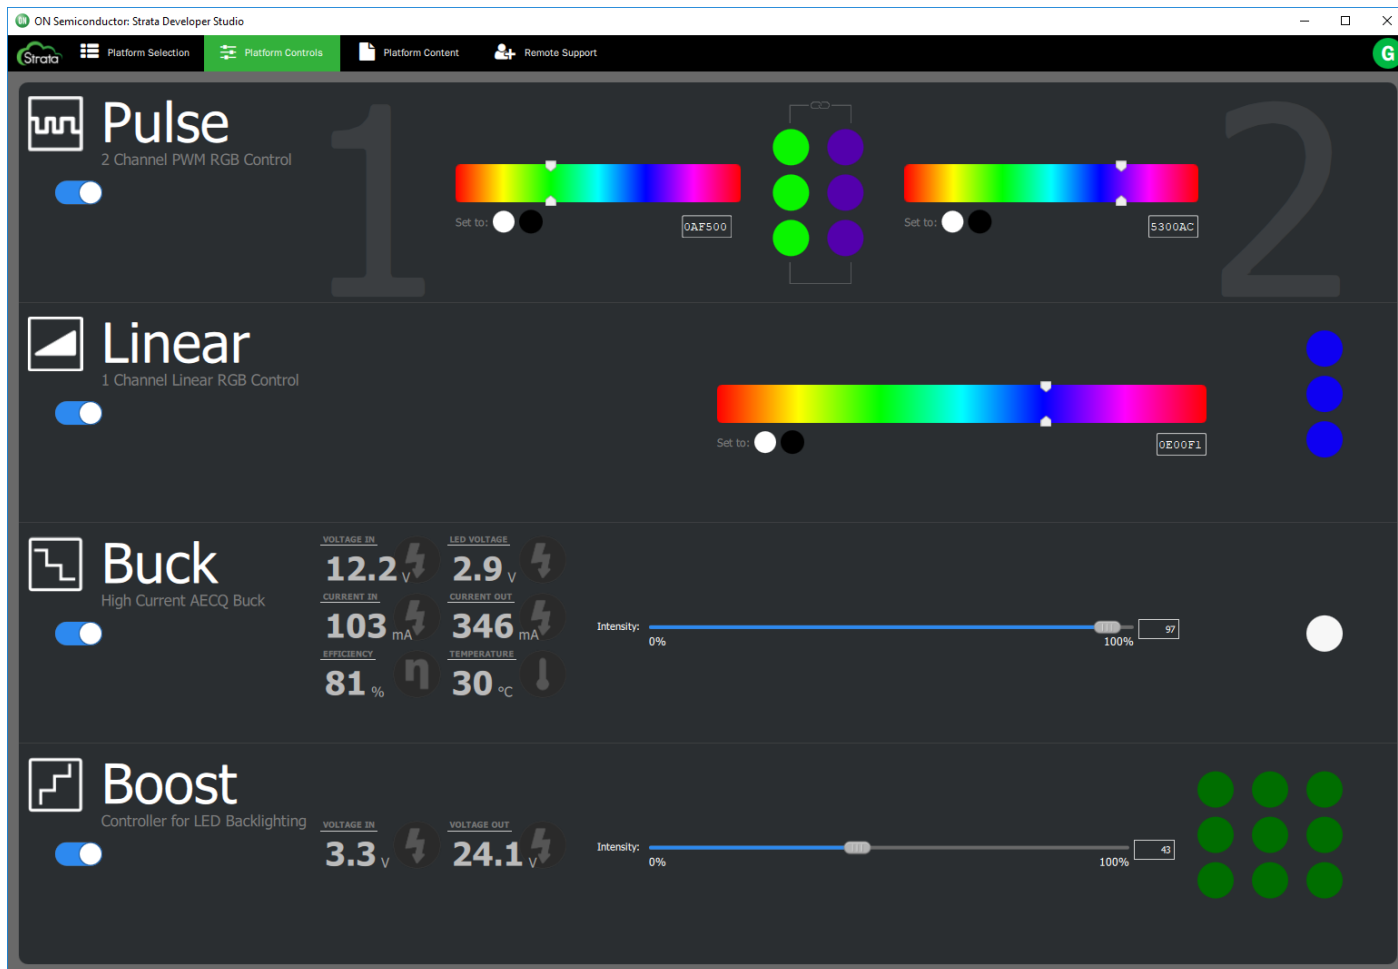 ON Semiconductor: Strata Developer Studio
Strata Platform Selection Platform Controls Platform Content Remote Support G
Pulse
2 Channel PWM RGB Control
1
2
Set to: 0AF500
Set to: 5300AC
Linear
1 Channel Linear RGB Control
Set to: 0E00F1
Buck
High Current AECQ Buck
VOLTAGE IN LED VOLTAGE
12.2 V 2.9 V
CURRENT IN CURRENT OUT
103 mA 346 mA
Intensity: 97
0% 100%
EFFICIENCY TEMPERATURE
81 % η 30 °C
Boost
Controller for LED Backlighting
VOLTAGE IN VOLTAGE OUT
3.3 V 24.1 V
Intensity: 43
0% 100%